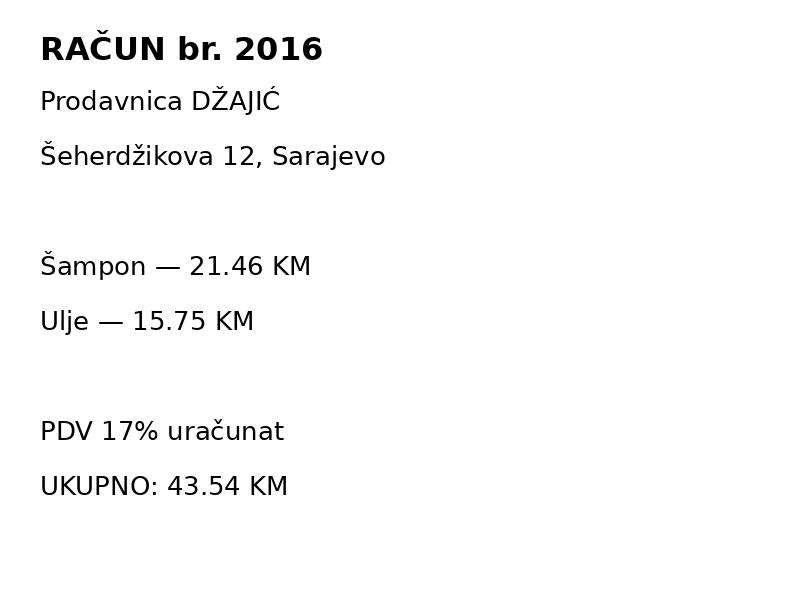 RAČUN br. 2016
Prodavnica DŽAJIĆ
Šeherdžikova 12, Sarajevo
Šampon — 21.46 KM
Ulje — 15.75 KM
PDV 17% uračunat
UKUPNO: 43.54 KM